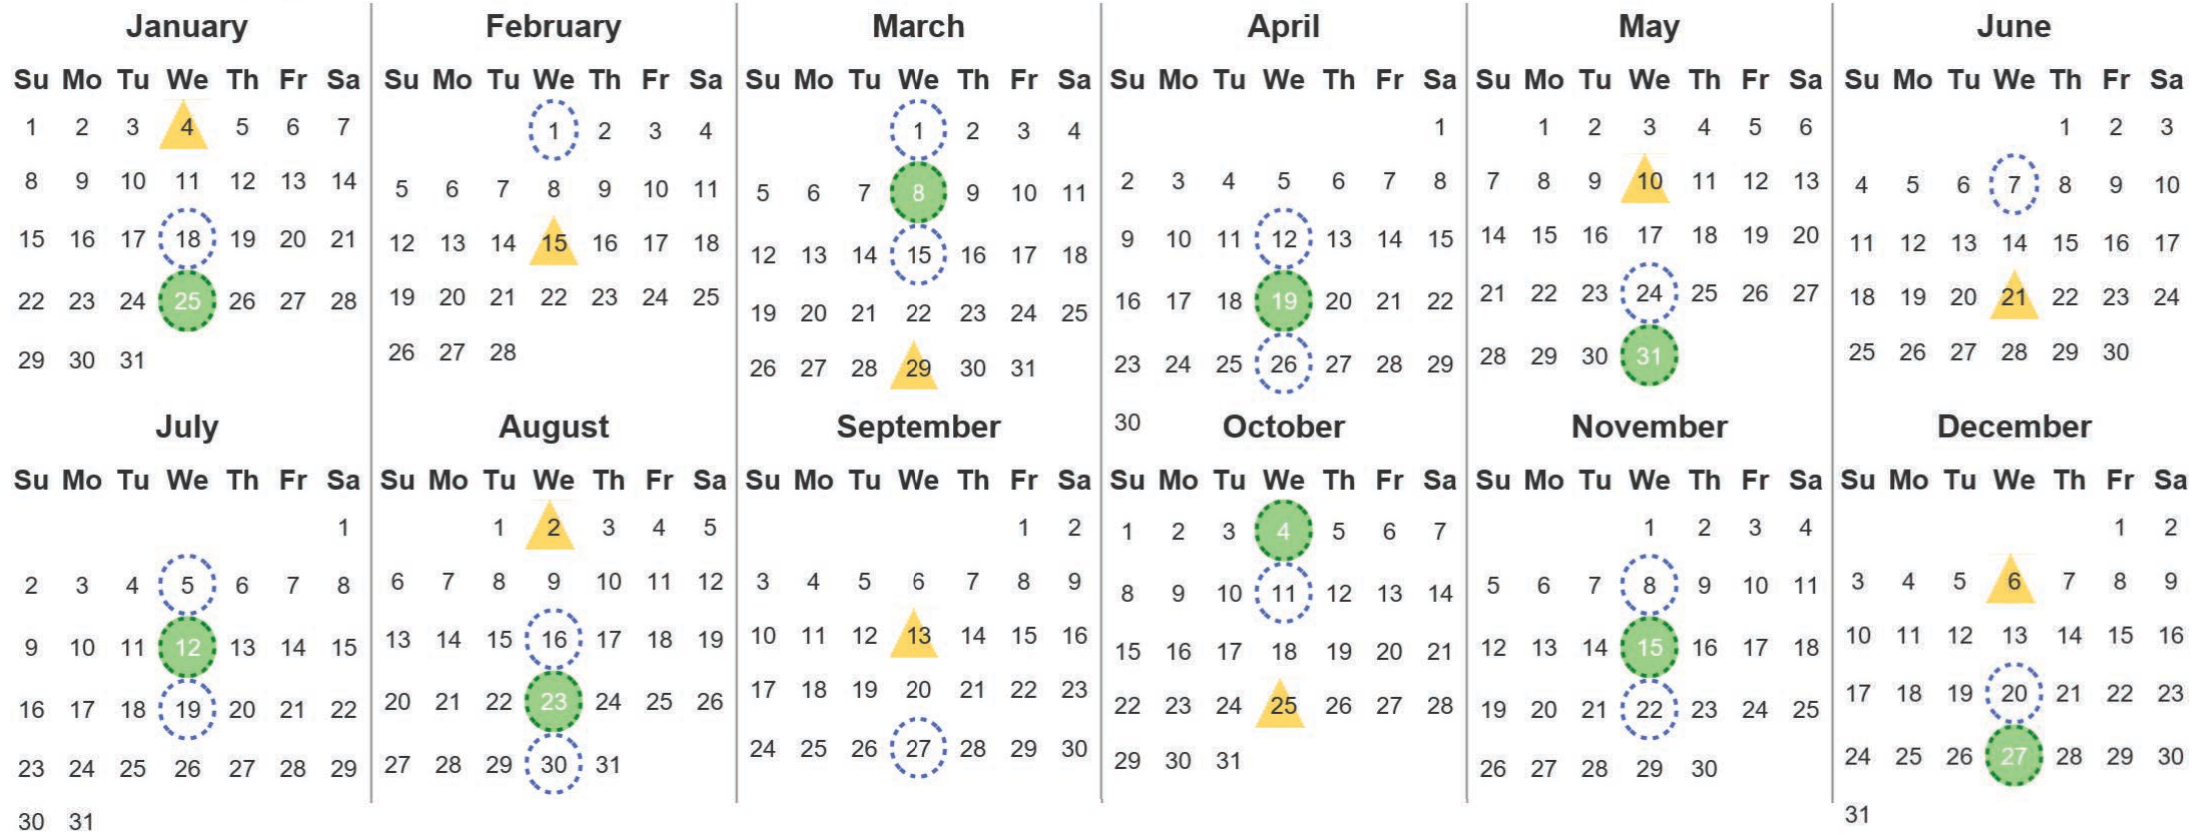 January
Su Mo Tu We Th Fr Sa
1 2 3 4 5 6 7
8 9 10 11 12 13 14
15 16 17 18 19 20 21
22 23 24 25 26 27 28
29 30 31
February
Su Mo Tu We Th Fr Sa
1 2 3 4
5 6 7 8 9 10 11
12 13 14 15 16 17 18
19 20 21 22 23 24 25
26 27 28
March
Su Mo Tu We Th Fr Sa
1 2 3 4
5 6 7 8 9 10 11
12 13 14 15 16 17 18
19 20 21 22 23 24 25
26 27 28 29 30 31
April
Su Mo Tu We Th Fr Sa
1
2 3 4 5 6 7 8
9 10 11 12 13 14 15
16 17 18 19 20 21 22
23 24 25 26 27 28 29
30
May
Su Mo Tu We Th Fr Sa
1 2 3 4 5 6
7 8 9 10 11 12 13
14 15 16 17 18 19 20
21 22 23 24 25 26 27
28 29 30 31
June
Su Mo Tu We Th Fr Sa
1 2 3
4 5 6 7 8 9 10
11 12 13 14 15 16 17
18 19 20 21 22 23 24
25 26 27 28 29 30
July
Su Mo Tu We Th Fr Sa
1
2 3 4 5 6 7 8
9 10 11 12 13 14 15
16 17 18 19 20 21 22
23 24 25 26 27 28 29
30 31
August
Su Mo Tu We Th Fr Sa
1 2 3 4 5
6 7 8 9 10 11 12
13 14 15 16 17 18 19
20 21 22 23 24 25 26
27 28 29 30 31
September
Su Mo Tu We Th Fr Sa
1 2
3 4 5 6 7 8 9
10 11 12 13 14 15 16
17 18 19 20 21 22 23
24 25 26 27 28 29 30
October
Su Mo Tu We Th Fr Sa
1 2 3 4 5 6 7
8 9 10 11 12 13 14
15 16 17 18 19 20 21
22 23 24 25 26 27 28
29 30 31
November
Su Mo Tu We Th Fr Sa
1 2 3 4
5 6 7 8 9 10 11
12 13 14 15 16 17 18
19 20 21 22 23 24 25
26 27 28 29 30
December
Su Mo Tu We Th Fr Sa
1 2
3 4 5 6 7 8 9
10 11 12 13 14 15 16
17 18 19 20 21 22 23
24 25 26 27 28 29 30
31